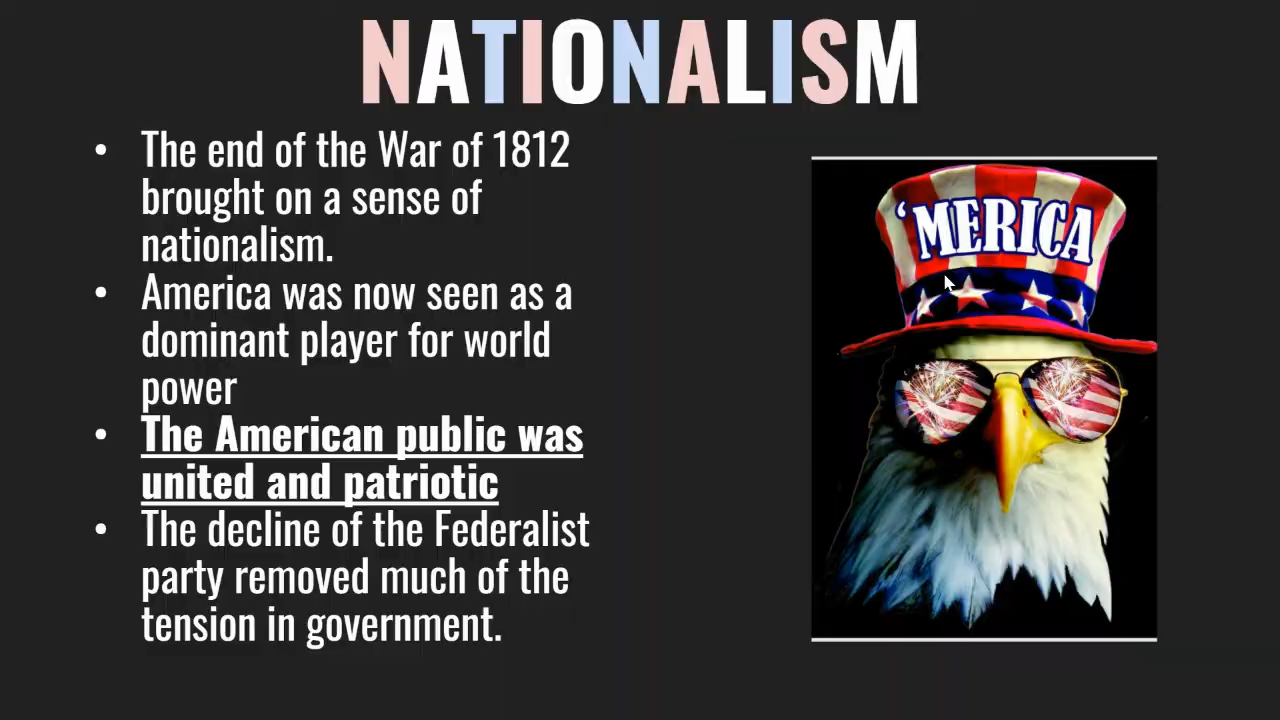 NATIONALISM
• The end of the War of 1812
brought on a sense of
nationalism.
• America was now seen as a
dominant player for world
power
• The American public was
united and patriotic
• The decline of the Federalist
party removed much of the
tension in government.
‘MERICA